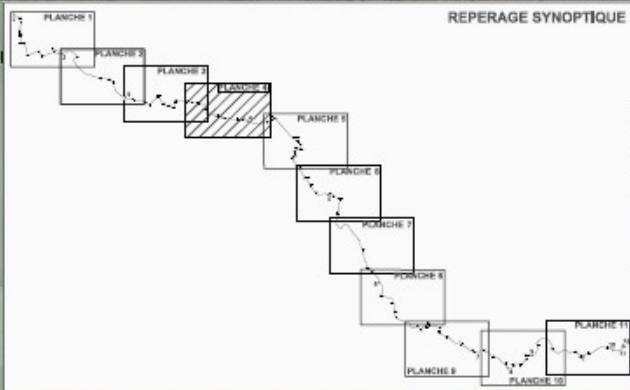 REPERAGE SYNOPTIQUE
PLANCHE 1
PLANCHE 2
PLANCHE 3
PLANCHE 4
PLANCHE 5
PLANCHE 6
PLANCHE 7
PLANCHE 8
PLANCHE 9
PLANCHE 10
PLANCHE 11